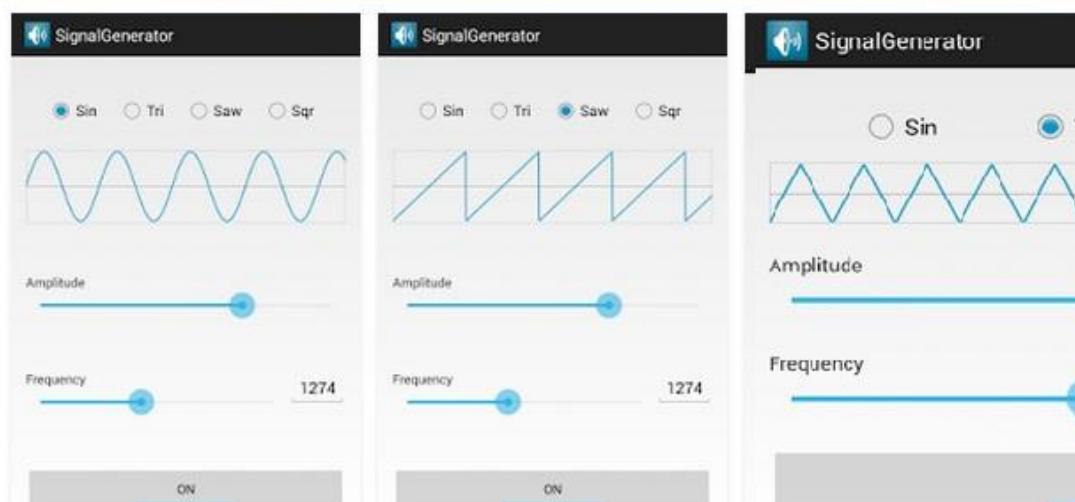 SignalGenerator
Sin Tri Saw Sqr
Amplitude
Frequency
1274
ON
SignalGenerator
Sin Tri Saw Sqr
Amplitude
Frequency
1274
ON
SignalGenerator
Sin
Amplitude
Frequency